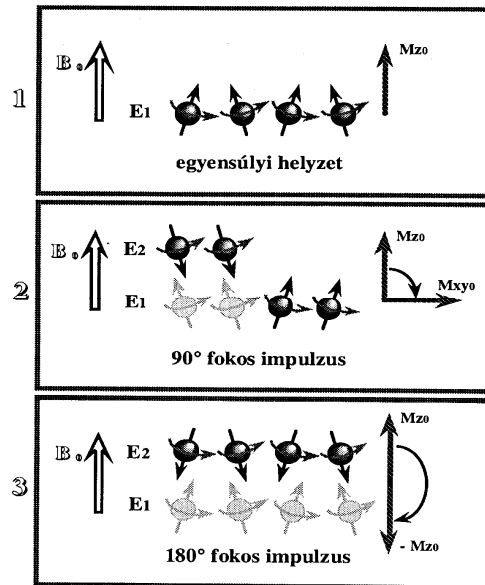 1
B₀
Mz₀
E₁
egyensúlyi helyzet
2
B₀
E₂
Mz₀
E₁
Mxy₀
90° fokos impulzus
3
B₀
E₂
Mz₀
E₁
- Mz₀
180° fokos impulzus